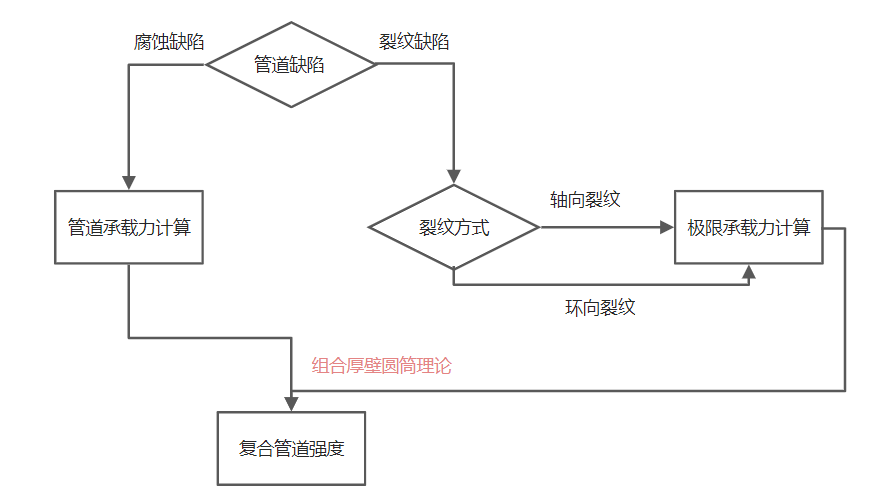 腐蚀缺陷
裂纹缺陷
管道缺陷
轴向裂纹
管道承载力计算
裂纹方式
极限承载力计算
环向裂纹
组合厚壁圆筒理论
复合管道强度